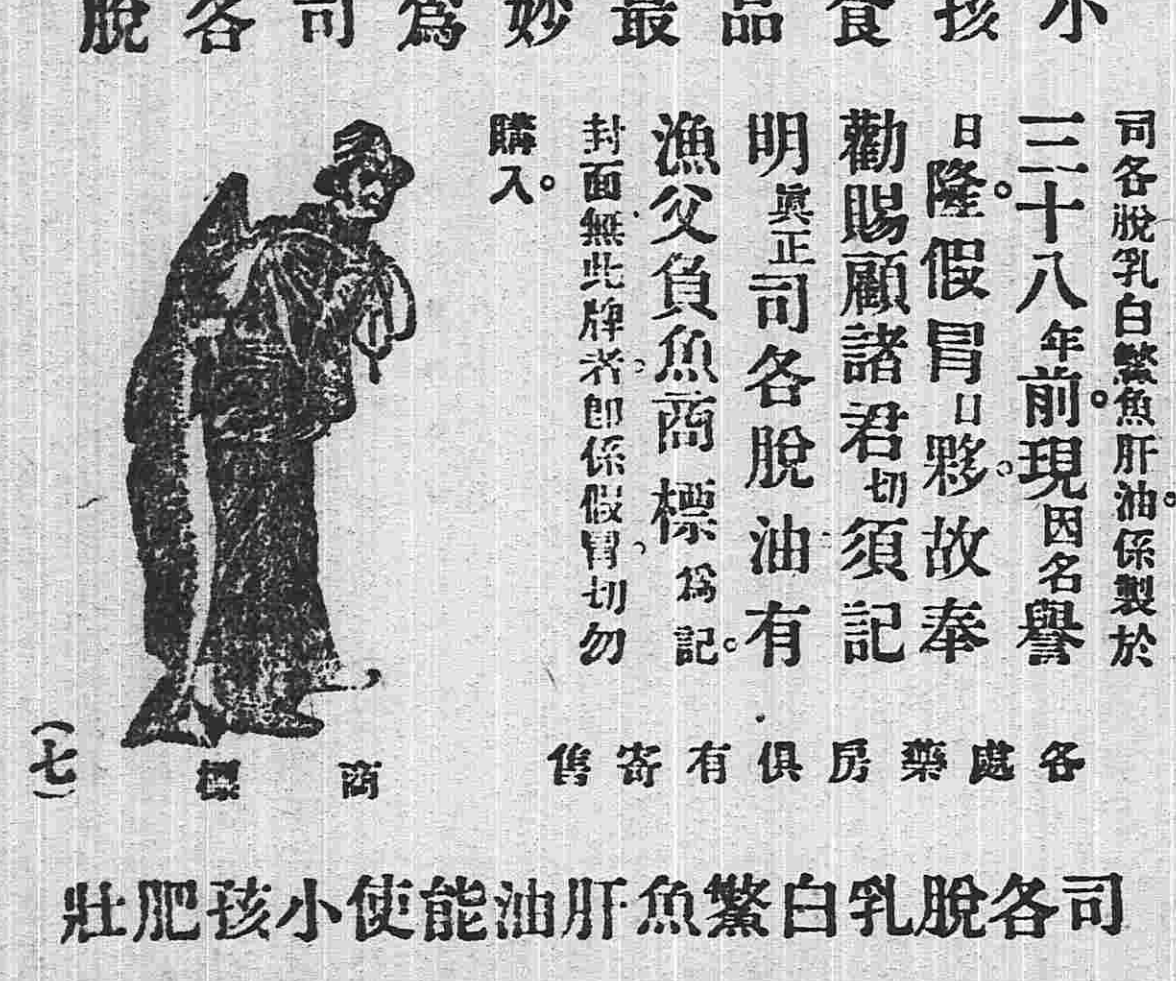 小孩食品最妙為司各脫
司各脫乳白鰵魚肝油。係製於
三十八年前。現因名譽
日隆。假冒日夥。故奉
勸賜顧諸君切須記
明眞正司各脫油有
漁父負魚商標爲記。
封面無此牌者。即係假冒。切勿
購入。
各處藥房俱有寄售
商標
(七)
司各脫乳白鰵魚肝油能使小孩肥壯